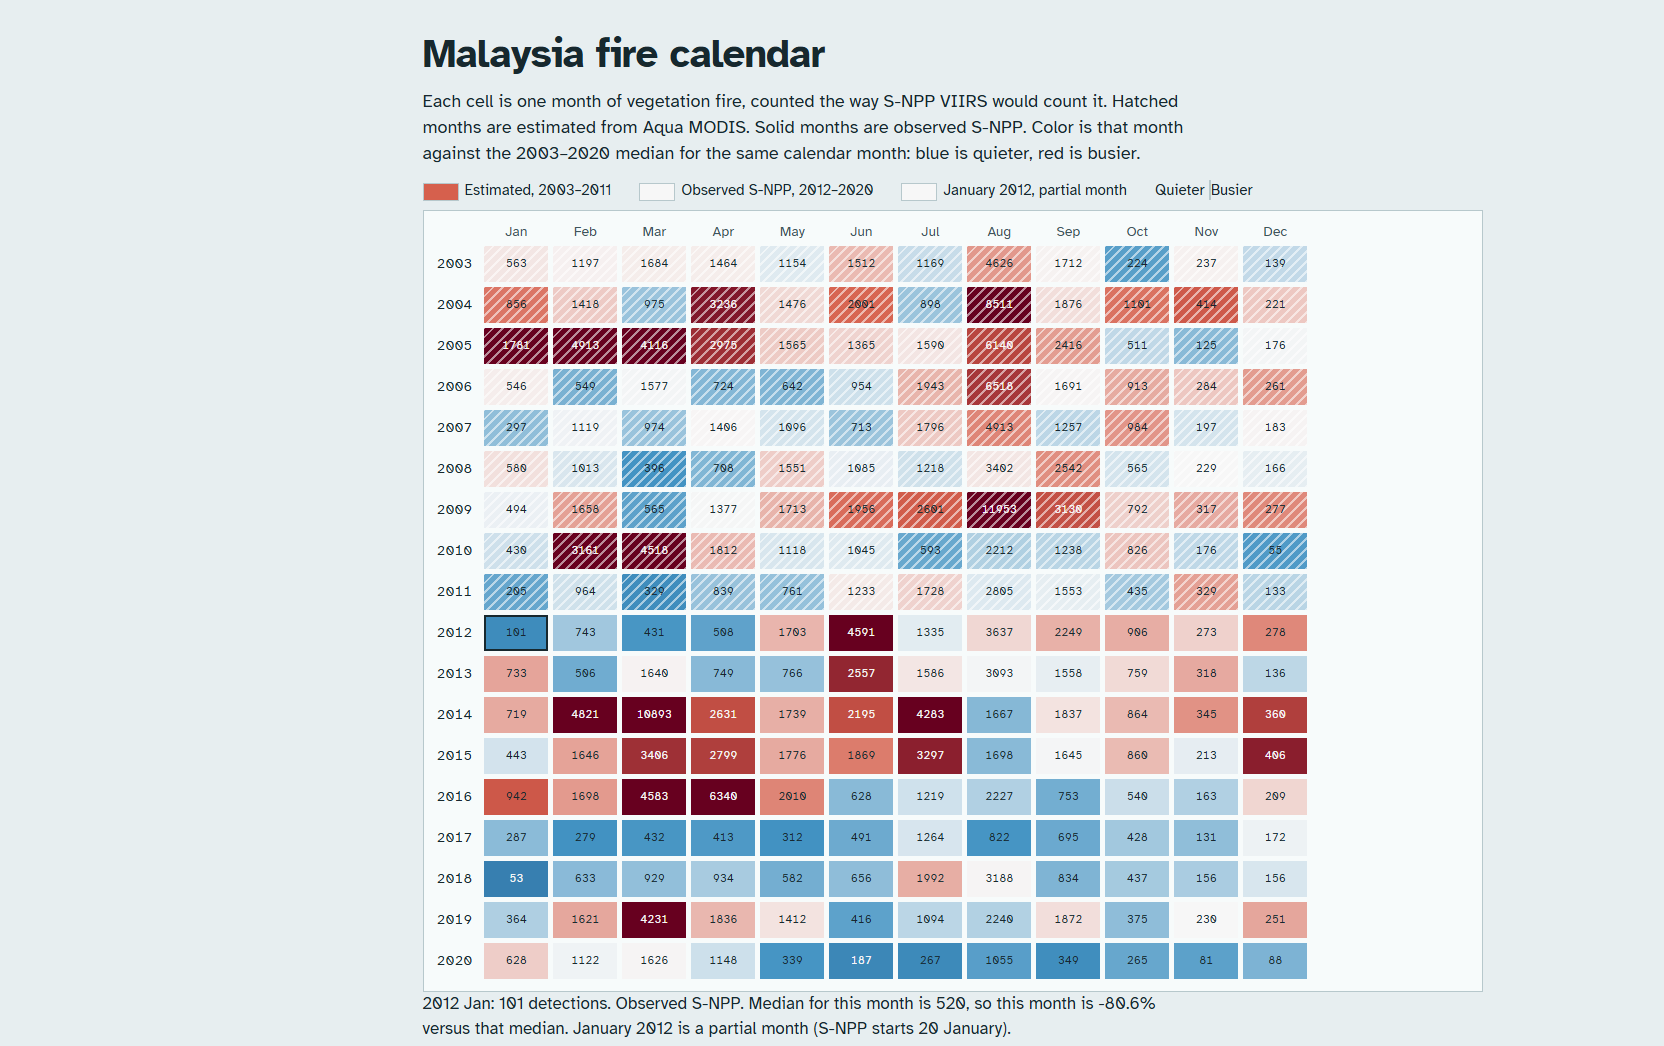 Malaysia fire calendar
Each cell is one month of vegetation fire, counted the way S-NPP VIIRS would count it. Hatched
months are estimated from Aqua MODIS. Solid months are observed S-NPP. Color is that month
against the 2003–2020 median for the same calendar month: blue is quieter, red is busier.
Estimated, 2003–2011 Observed S-NPP, 2012–2020 January 2012, partial month Quieter Busier
Jan Feb Mar Apr May Jun Jul Aug Sep Oct Nov Dec
2003 563 1197 1684 1464 1154 1512 1169 4626 1712 224 237 139
2004 856 1418 975 3236 1476 2001 898 8511 1876 1101 414 221
2005 1781 4913 4116 2975 1565 1365 1590 6140 2416 511 125 176
2006 546 549 1577 724 642 954 1943 6518 1691 913 284 261
2007 297 1119 974 1406 1096 713 1796 4913 1257 984 197 183
2008 580 1013 396 708 1551 1085 1218 3402 2542 565 229 166
2009 494 1658 565 1377 1713 1956 2601 11953 3130 792 317 277
2010 430 3161 4518 1812 1118 1045 593 2212 1238 826 176 55
2011 205 964 329 839 761 1233 1728 2805 1553 435 329 133
2012 101 743 431 508 1703 4591 1335 3637 2249 906 273 278
2013 733 506 1640 749 766 2557 1586 3093 1558 759 318 136
2014 719 4821 10893 2631 1739 2195 4283 1667 1837 864 345 360
2015 443 1646 3406 2799 1776 1869 3297 1698 1645 860 213 406
2016 942 1698 4583 6340 2010 628 1219 2227 753 540 163 209
2017 287 279 432 413 312 491 1264 822 695 428 131 172
2018 53 633 929 934 582 656 1992 3188 834 437 156 156
2019 364 1621 4231 1836 1412 416 1094 2240 1872 375 230 251
2020 628 1122 1626 1148 339 187 267 1055 349 265 81 88
2012 Jan: 101 detections. Observed S-NPP. Median for this month is 520, so this month is -80.6%
versus that median. January 2012 is a partial month (S-NPP starts 20 January).